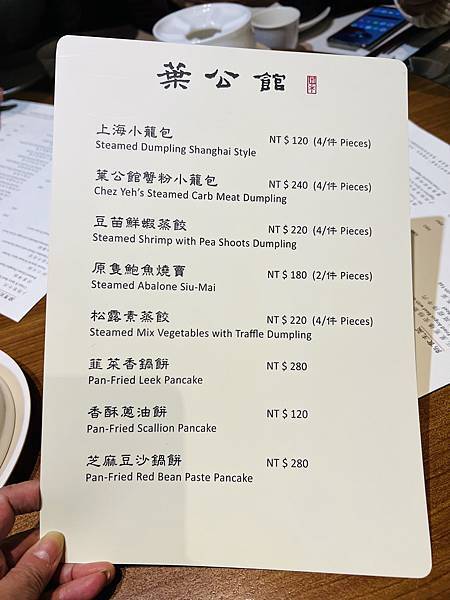 葉公館
上海小龍包
Steamed Dumpling Shanghai Style NT $ 120 (4/件 Pieces)
葉公館蟹粉小龍包 NT $ 240 (4/件 Pieces)
Chez Yeh's Steamed Carb Meat Dumpling
豆苗鮮蝦蒸餃 NT $ 220 (4/件 Pieces)
Steamed Shrimp with Pea Shoots Dumpling
原隻鮑魚燒賣 NT $ 180 (2/件 Pieces)
Steamed Abalone Siu-Mai
松露素蒸餃 NT $ 220 (4/件 Pieces)
Steamed Mix Vegetables with Traffle Dumpling
韮菜香鍋餅 NT $ 280
Pan-Fried Leek Pancake
香酥蔥油餅 NT $ 120
Pan-Fried Scallion Pancake
芝麻豆沙鍋餅 NT $ 280
Pan-Fried Red Bean Paste Pancake